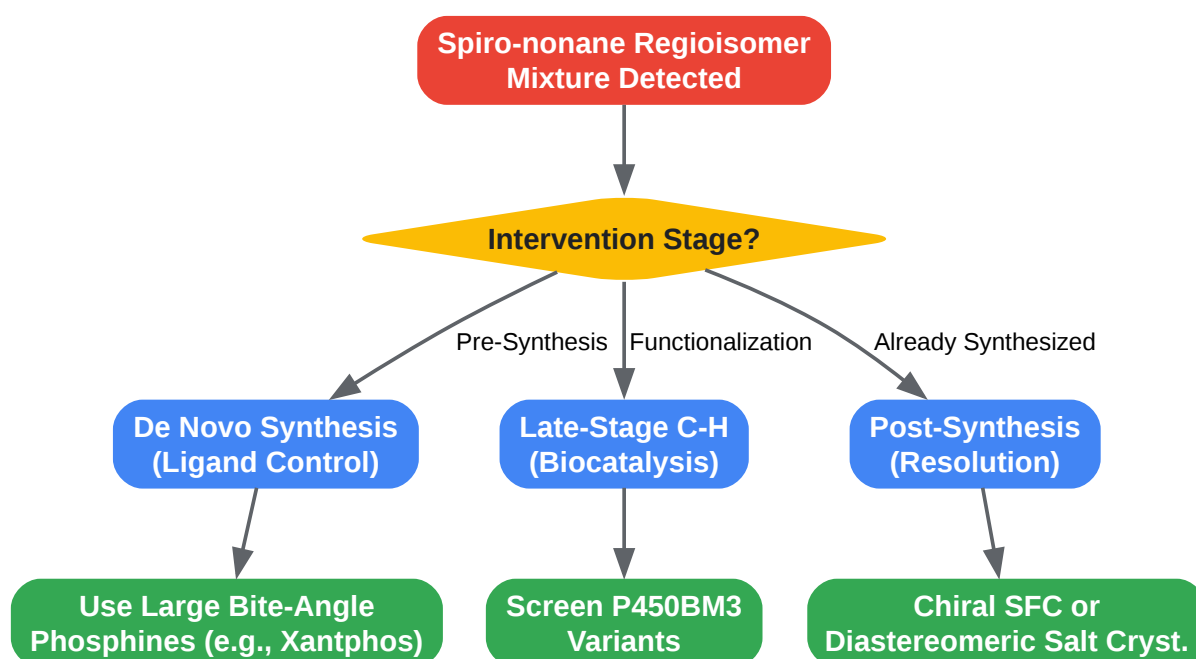 Spiro-nonane Regioisomer
Mixture Detected
Intervention Stage?
Pre-Synthesis
Functionalization
Already Synthesized
De Novo Synthesis
(Ligand Control)
Late-Stage C-H
(Biocatalysis)
Post-Synthesis
(Resolution)
Use Large Bite-Angle
Phosphines (e.g., Xantphos)
Screen P450BM3
Variants
Chiral SFC or
Diastereomeric Salt Cryst.